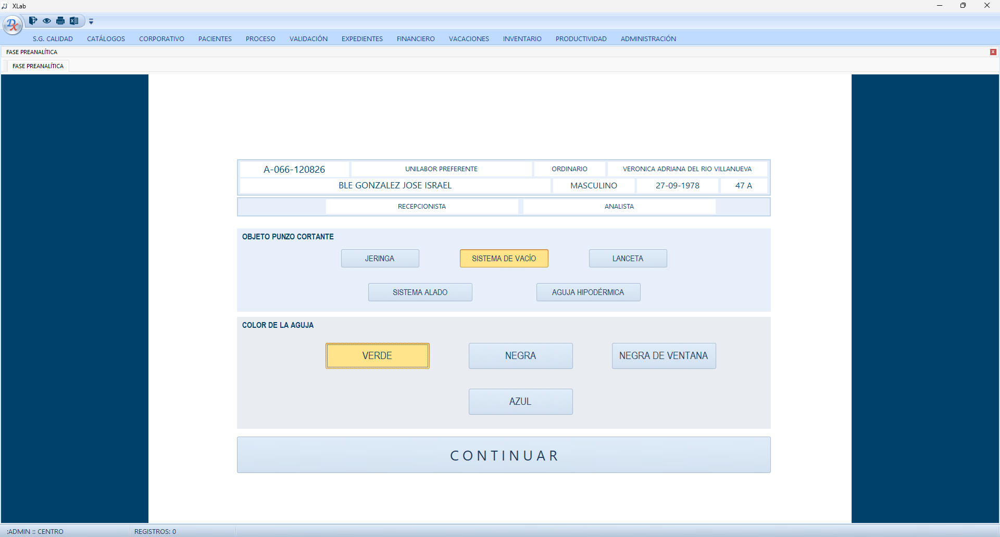 XLab
S.G. CALIDAD CATÁLOGOS CORPORATIVO PACIENTES PROCESO VALIDACIÓN EXPEDIENTES FINANCIERO VACACIONES INVENTARIO PRODUCTIVIDAD ADMINISTRACIÓN
FASE PREANALÍTICA
FASE PREANALÍTICA
A-066-120826 UNILABOR PREFERENTE ORDINARIO VERONICA ADRIANA DEL RIO VILLANUEVA
BLE GONZALEZ JOSE ISRAEL MASCULINO 27-09-1978 47 A
RECEPCIONISTA ANALISTA
OBJETO PUNZO CORTANTE
JERINGA SISTEMA DE VACÍO LANCETA
SISTEMA ALADO AGUJA HIPODÉRMICA
COLOR DE LA AGUJA
VERDE NEGRA NEGRA DE VENTANA
AZUL
CONTINUAR
:ADMIN :: CENTRO REGISTROS: 0